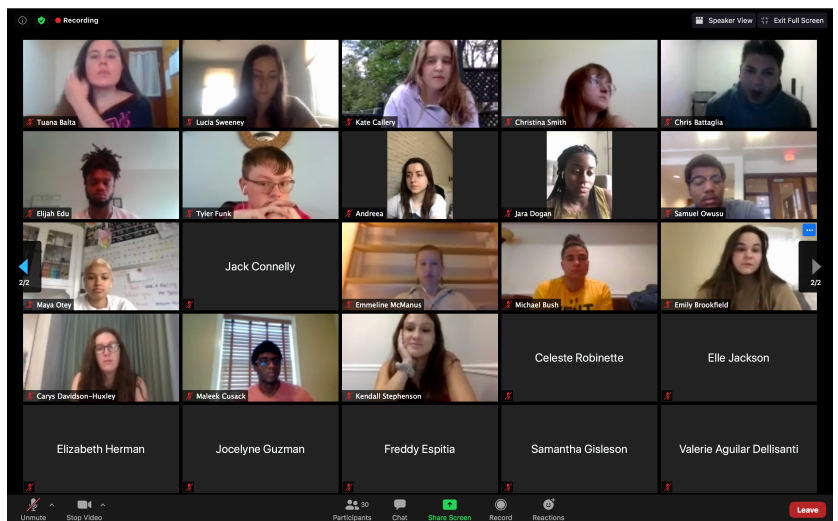 Recording
Speaker View
Exit Full Screen
Tuana Balta
Lucia Sweeney
Kate Callery
Christina Smith
Chris Battaglia
Elijah Edu
Tyler Funk
Andreea
Jara Dogan
Samuel Owusu
2/2
Maya Otey
Jack Connelly
Emmeline McManus
Michael Bush
Emily Brookfield
2/2
Carys Davidson-Huxley
Maleek Cusack
Kendall Stephenson
Celeste Robinette
Elle Jackson
Elizabeth Herman
Jocelyne Guzman
Freddy Espitia
Samantha Gisleson
Valerie Aguilar Dellisanti
Unmute
Stop Video
Participants 30
Chat
Share Screen
Record
Reactions
Leave